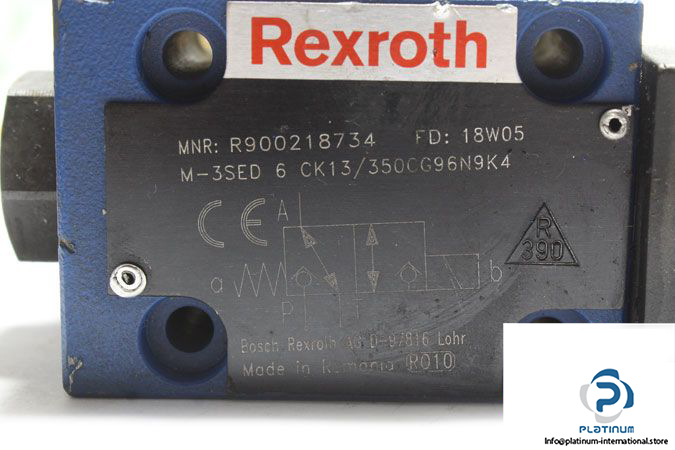 Rexroth
MNR: R900218734 FD: 18W05
M-3SED 6 CK13/350CG96N9K4
CE A
R
390
a b
P T
Bosch Rexroth AG D-97816 Lohr
Made in Romania (RO10)
PLATINUM
Info@platinum-international.store